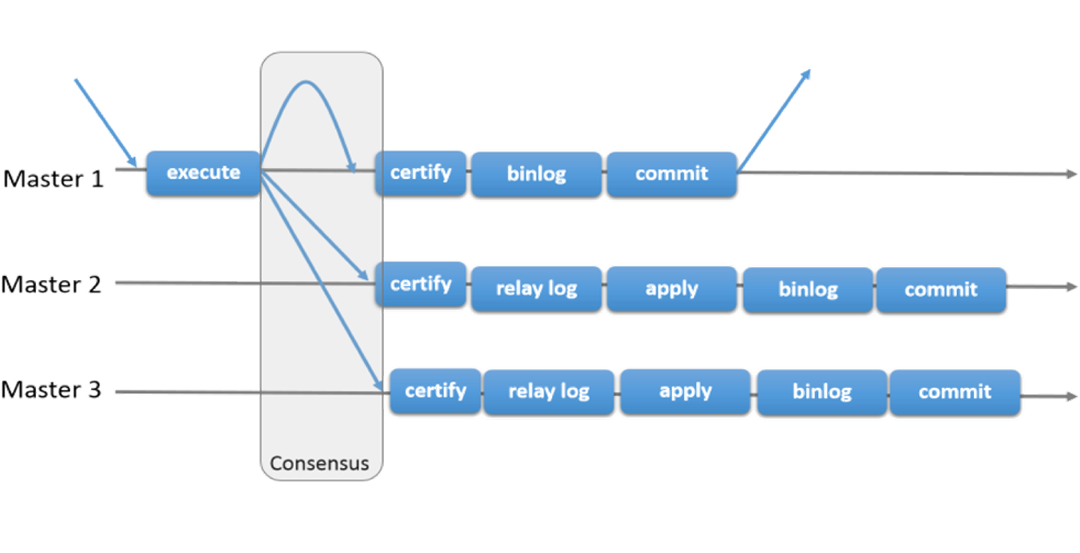 Master 1
execute
certify
binlog
commit
Master 2
certify
relay log
apply
binlog
commit
Master 3
certify
relay log
apply
binlog
commit
Consensus